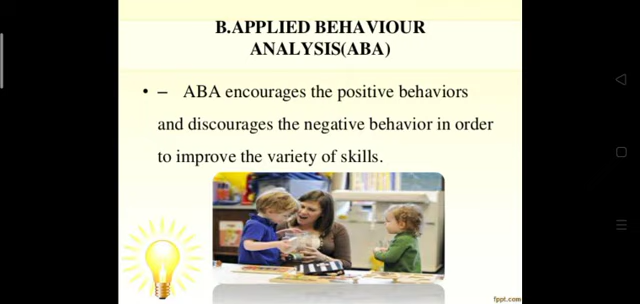 B.APPLIED BEHAVIOUR
ANALYSIS(ABA)
• – ABA encourages the positive behaviors
and discourages the negative behavior in order
to improve the variety of skills.
fppt.com